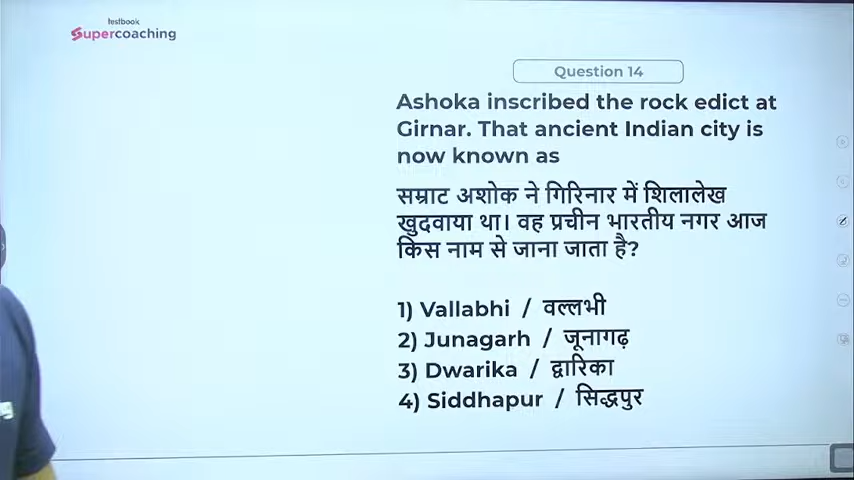 testbook
Supercoaching
Question 14
Ashoka inscribed the rock edict at
Girnar. That ancient Indian city is
now known as
सम्राट अशोक ने गिरिनार में शिलालेख
खुदवाया था। वह प्रचीन भारतीय नगर आज
किस नाम से जाना जाता है?
1) Vallabhi / वल्लभी
2) Junagarh / जूनागढ़
3) Dwarika / द्वारिका
4) Siddhapur / सिद्धपुर